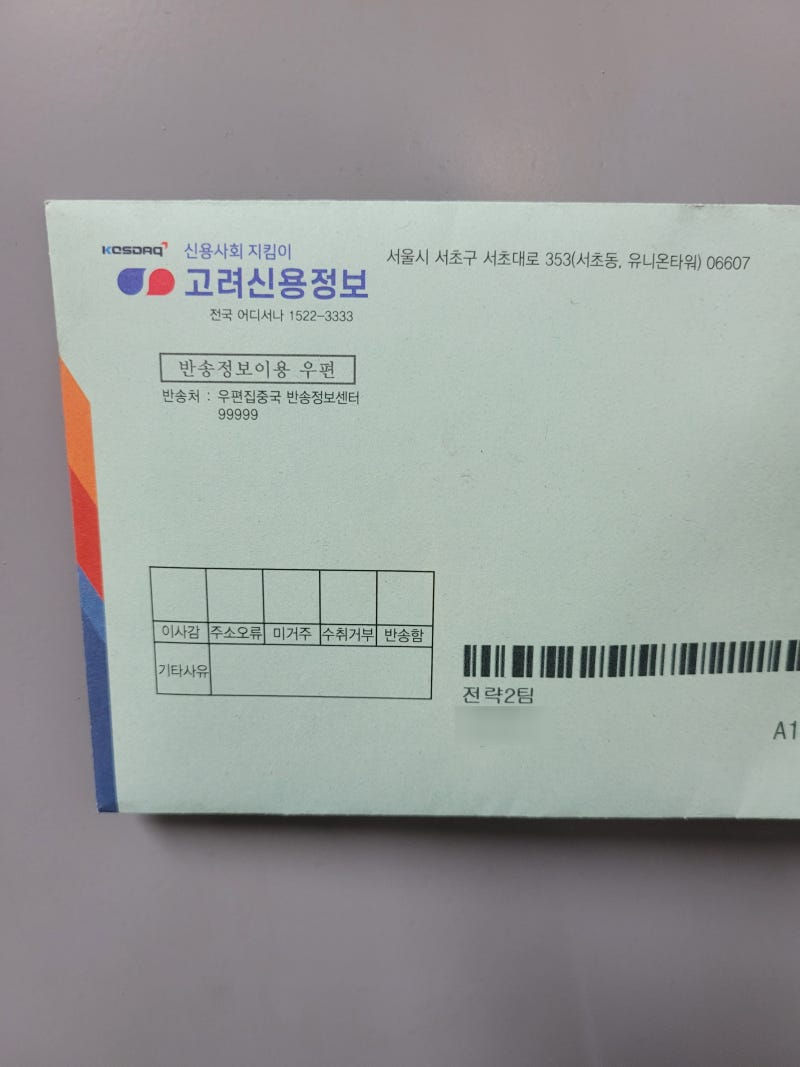 KOSDAQ 신용사회 지킴이
고려신용정보
전국 어디서나 1522-3333
서울시 서초구 서초대로 353(서초동, 유니온타워) 06607
반송정보이용 우편
반송처 : 우편집중국 반송정보센터
99999
이사감 주소오류 미거주 수취거부 반송함
기타사유
전략2팀
A1